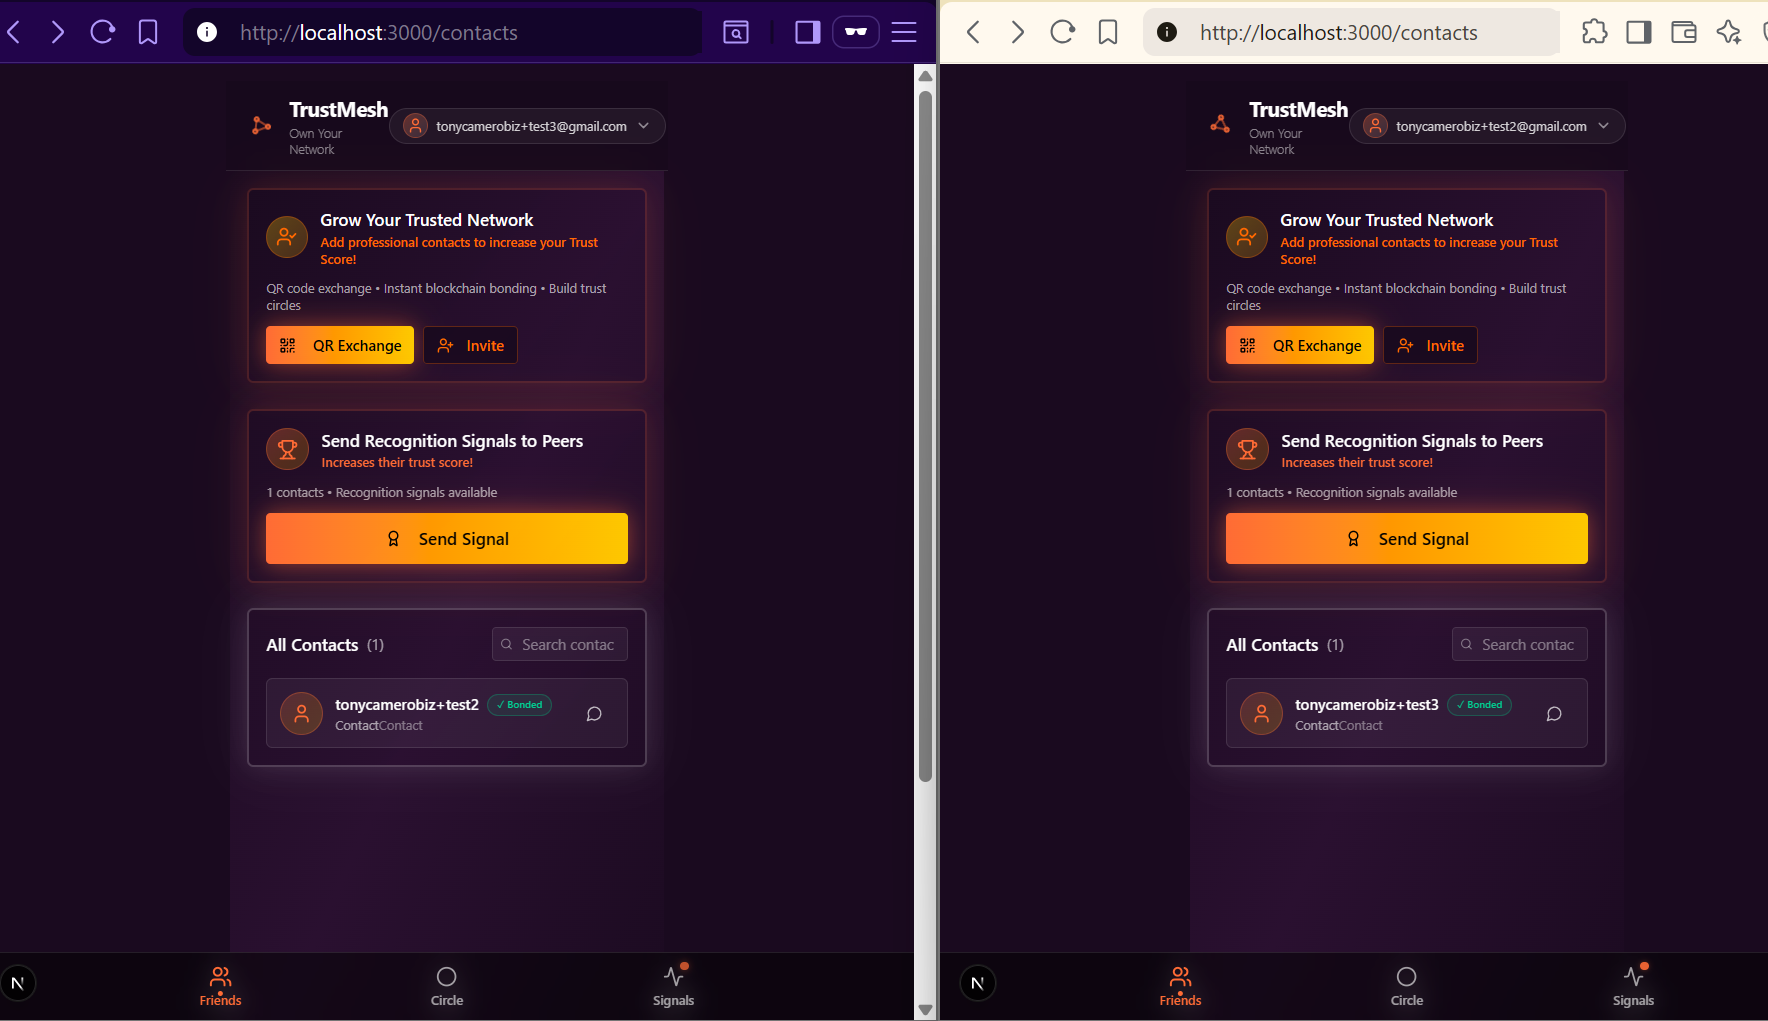 http://localhost:3000/contacts
TrustMesh
Own Your
Network
tonycamerobiz+test3@gmail.com
Grow Your Trusted Network
Add professional contacts to increase your Trust
Score!
QR code exchange • Instant blockchain bonding • Build trust
circles
QR Exchange
Invite
Send Recognition Signals to Peers
Increases their trust score!
1 contacts • Recognition signals available
Send Signal
All Contacts (1)
Search contac
tonycamerobiz+test2
✓ Bonded
ContactContact
N
Friends
Circle
Signals
http://localhost:3000/contacts
TrustMesh
Own Your
Network
tonycamerobiz+test2@gmail.com
Grow Your Trusted Network
Add professional contacts to increase your Trust
Score!
QR code exchange • Instant blockchain bonding • Build trust
circles
QR Exchange
Invite
Send Recognition Signals to Peers
Increases their trust score!
1 contacts • Recognition signals available
Send Signal
All Contacts (1)
Search contac
tonycamerobiz+test3
✓ Bonded
ContactContact
N
Friends
Circle
Signals